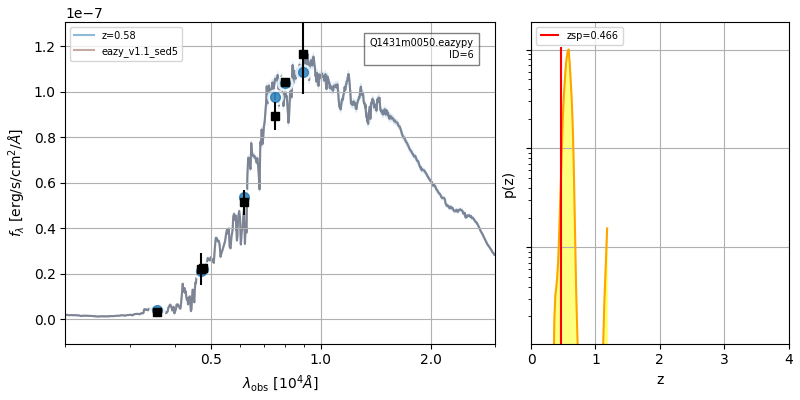 1e−7
z=0.58
eazy_v1.1_sed5
Q1431m0050.eazypy
ID=6
1.2
1.0
0.8
0.6
0.4
0.2
0.0
fλ [erg/s/cm²/Å]
0.5
1.0
2.0
λobs [10⁴Å]
zsp=0.466
p(z)
0
1
2
3
4
z